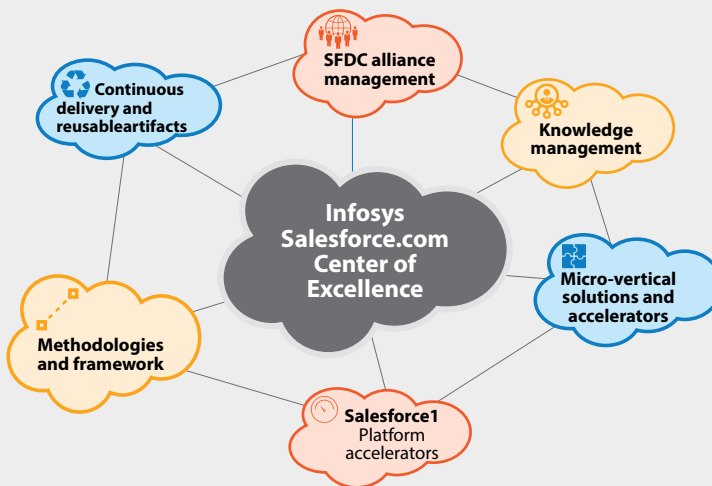 SFDC alliance
management
Continuous
delivery and
reusableartifacts
Knowledge
management
Infosys
Salesforce.com
Center of
Excellence
Micro-vertical
solutions and
accelerators
Methodologies
and framework
Salesforce1
Platform
accelerators